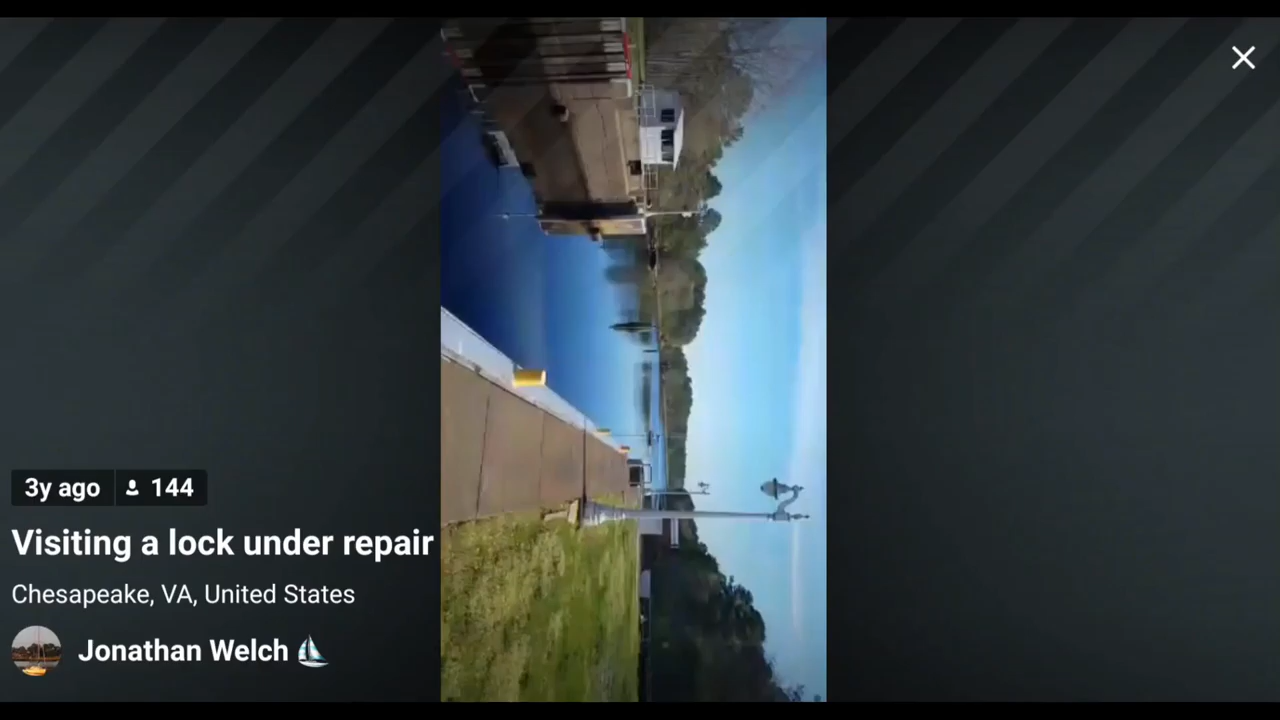 3y ago 144
Visiting a lock under repair
Chesapeake, VA, United States
Jonathan Welch